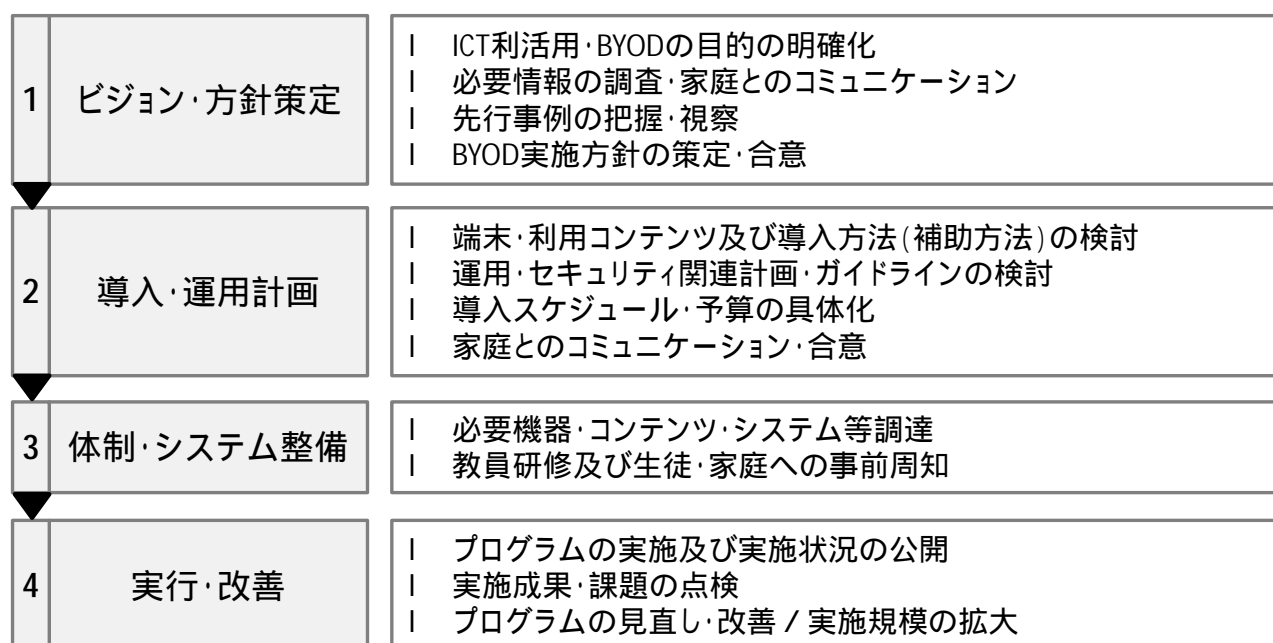 1 ビジョン・方針策定
l ICT利活用・BYODの目的の明確化
l 必要情報の調査・家庭とのコミュニケーション
l 先行事例の把握・視察
l BYOD実施方針の策定・合意
2 導入・運用計画
l 端末・利用コンテンツ及び導入方法(補助方法)の検討
l 運用・セキュリティ関連計画・ガイドラインの検討
l 導入スケジュール・予算の具体化
l 家庭とのコミュニケーション・合意
3 体制・システム整備
l 必要機器・コンテンツ・システム等調達
l 教員研修及び生徒・家庭への事前周知
4 実行・改善
l プログラムの実施及び実施状況の公開
l 実施成果・課題の点検
l プログラムの見直し・改善 / 実施規模の拡大